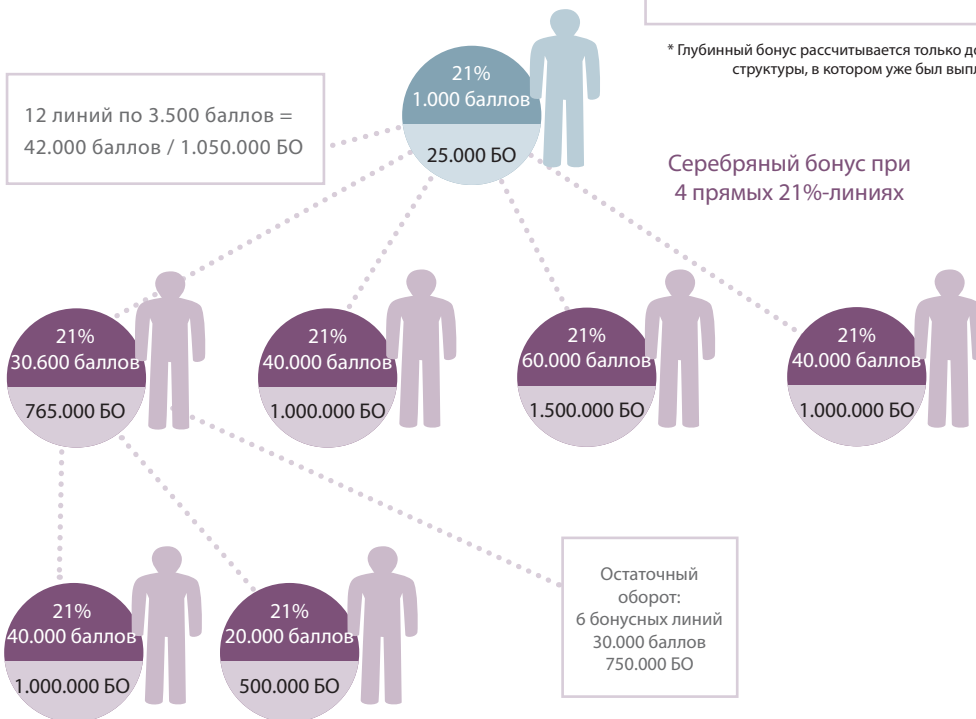 * Глубинный бонус рассчитывается только
структуры, в котором уже был
21%
1.000 баллов
25.000 БО
12 линий по 3.500 баллов =
42.000 баллов / 1.050.000 БО
Серебряный бонус при
4 прямых 21%-линиях
21%
30.600 баллов
765.000 БО
21%
40.000 баллов
1.000.000 БО
21%
60.000 баллов
1.500.000 БО
21%
40.000 баллов
1.000.000 БО
21%
40.000 баллов
1.000.000 БО
21%
20.000 баллов
500.000 БО
Остаточный
оборот:
6 бонусных линий
30.000 баллов
750.000 БО